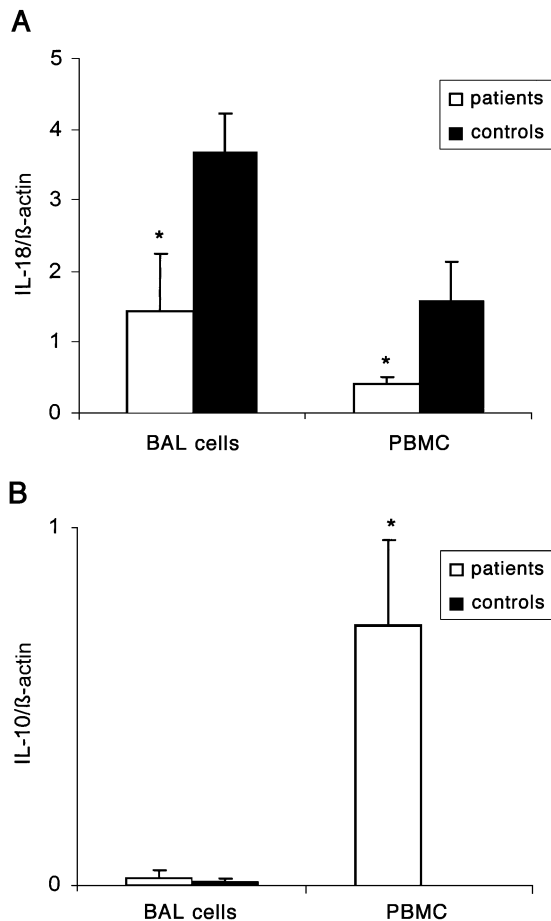 A
5
4
3
2
1
0
IL-18/ß-actin
patients
controls
*
*
BAL cells
PBMC
B
1
0
IL-10/ß-actin
patients
controls
*
BAL cells
PBMC